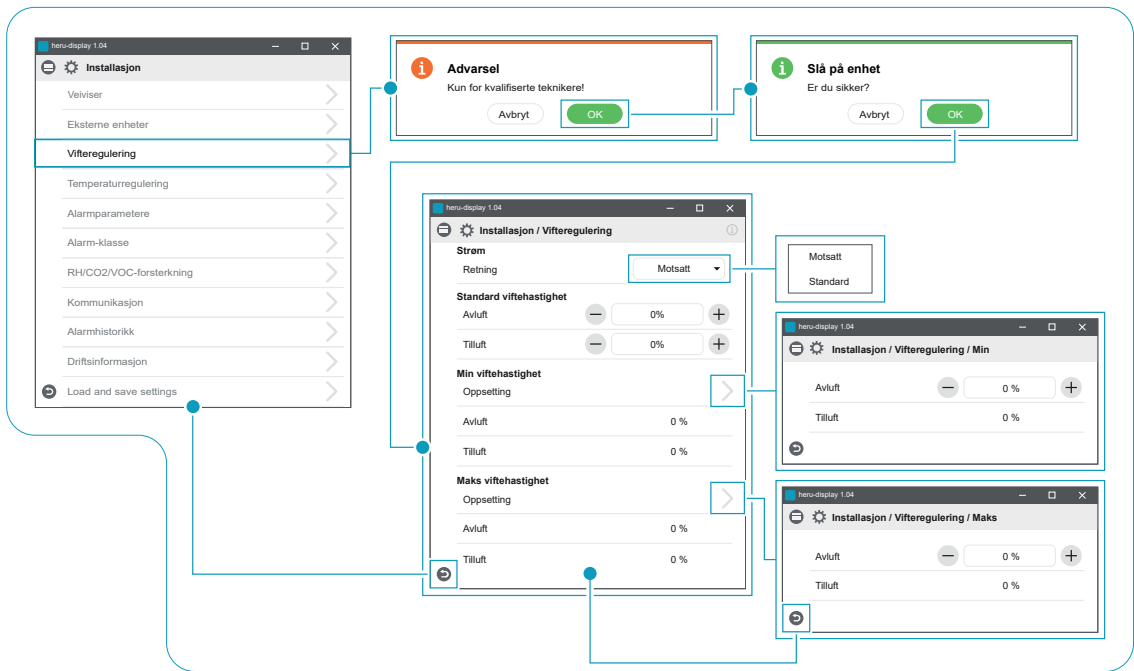 heru-display 1.04
Installasjon
Veiviser
Eksterne enheter
Vifteregulering
Temperaturregulering
Alarmparametere
Alarm-klasse
RH/CO2/VOC-forsterkning
Kommunikasjon
Alarmhistorikk
Driftsinformasjon
Load and save settings
Advarsel
Kun for kvalifiserte teknikere!
Avbryt OK
Slå på enhet
Er du sikker?
Avbryt OK
heru-display 1.04
Installasjon / Vifteregulering
Strøm
Retning Motsatt
Standard viftehastighet
Avluft 0%
Tilluft 0%
Min viftehastighet
Oppsetting
Avluft 0 %
Tilluft 0 %
Maks viftehastighet
Oppsetting
Avluft 0 %
Tilluft 0 %
Motsatt
Standard
heru-display 1.04
Installasjon / Vifteregulering / Min
Avluft 0 %
Tilluft 0 %
heru-display 1.04
Installasjon / Vifteregulering / Maks
Avluft 0 %
Tilluft 0 %